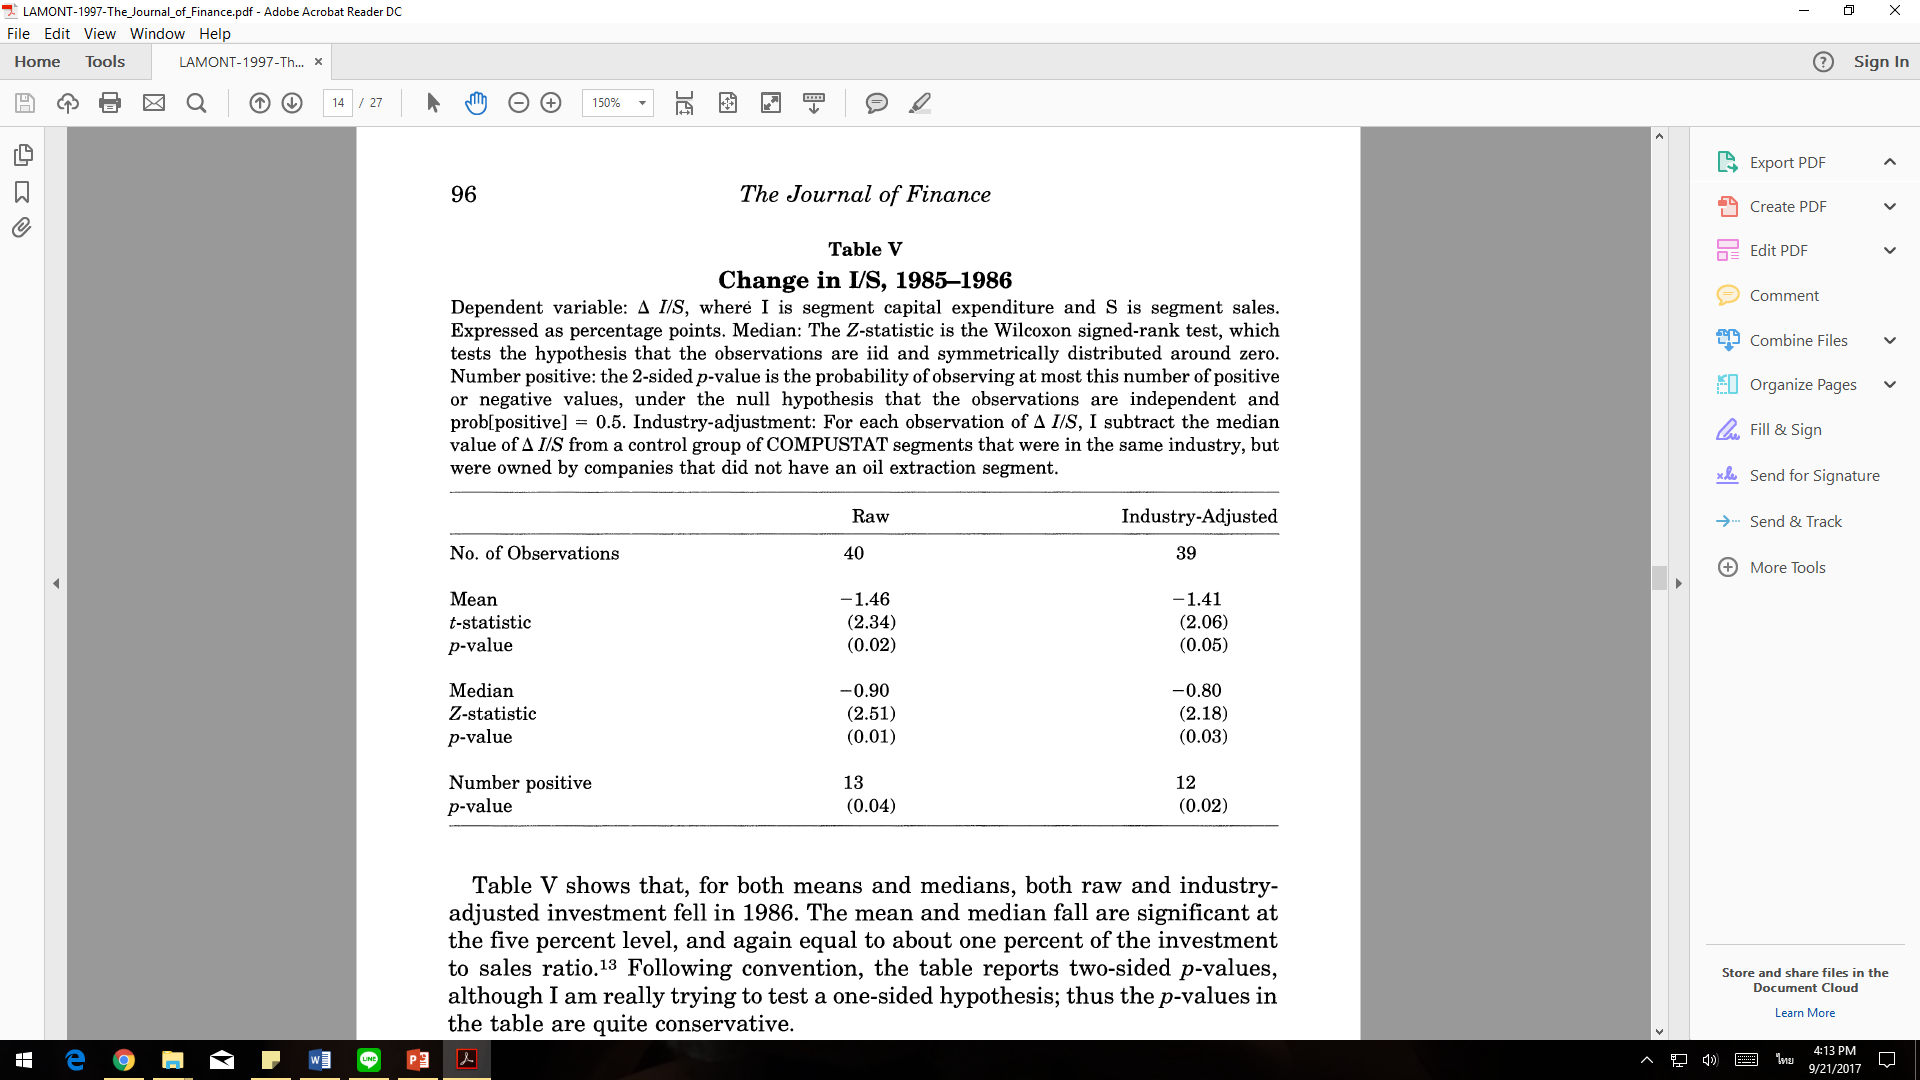 LAMONT-1997-The_Journal_of_Finance.pdf - Adobe Acrobat Reader DC
File Edit View Window Help
Home Tools LAMONT-1997-Th... × Sign In
14 / 27 150%
96 The Journal of Finance
Table V
Change in I/S, 1985–1986
Dependent variable: Δ I/S, where I is segment capital expenditure and S is segment sales.
Expressed as percentage points. Median: The Z-statistic is the Wilcoxon signed-rank test, which
tests the hypothesis that the observations are iid and symmetrically distributed around zero.
Number positive: the 2-sided p-value is the probability of observing at most this number of positive
or negative values, under the null hypothesis that the observations are independent and
prob[positive] = 0.5. Industry-adjustment: For each observation of Δ I/S, I subtract the median
value of Δ I/S from a control group of COMPUSTAT segments that were in the same industry, but
were owned by companies that did not have an oil extraction segment.
Raw Industry-Adjusted
No. of Observations 40 39
Mean −1.46 −1.41
t-statistic (2.34) (2.06)
p-value (0.02) (0.05)
Median −0.90 −0.80
Z-statistic (2.51) (2.18)
p-value (0.01) (0.03)
Number positive 13 12
p-value (0.04) (0.02)
Table V shows that, for both means and medians, both raw and industry-
adjusted investment fell in 1986. The mean and median fall are significant at
the five percent level, and again equal to about one percent of the investment
to sales ratio.13 Following convention, the table reports two-sided p-values,
although I am really trying to test a one-sided hypothesis; thus the p-values in
the table are quite conservative.
Export PDF
Create PDF
Edit PDF
Comment
Combine Files
Organize Pages
Fill & Sign
Send for Signature
Send & Track
More Tools
Store and share files in the
Document Cloud
Learn More
ไทย
4:13 PM
9/21/2017